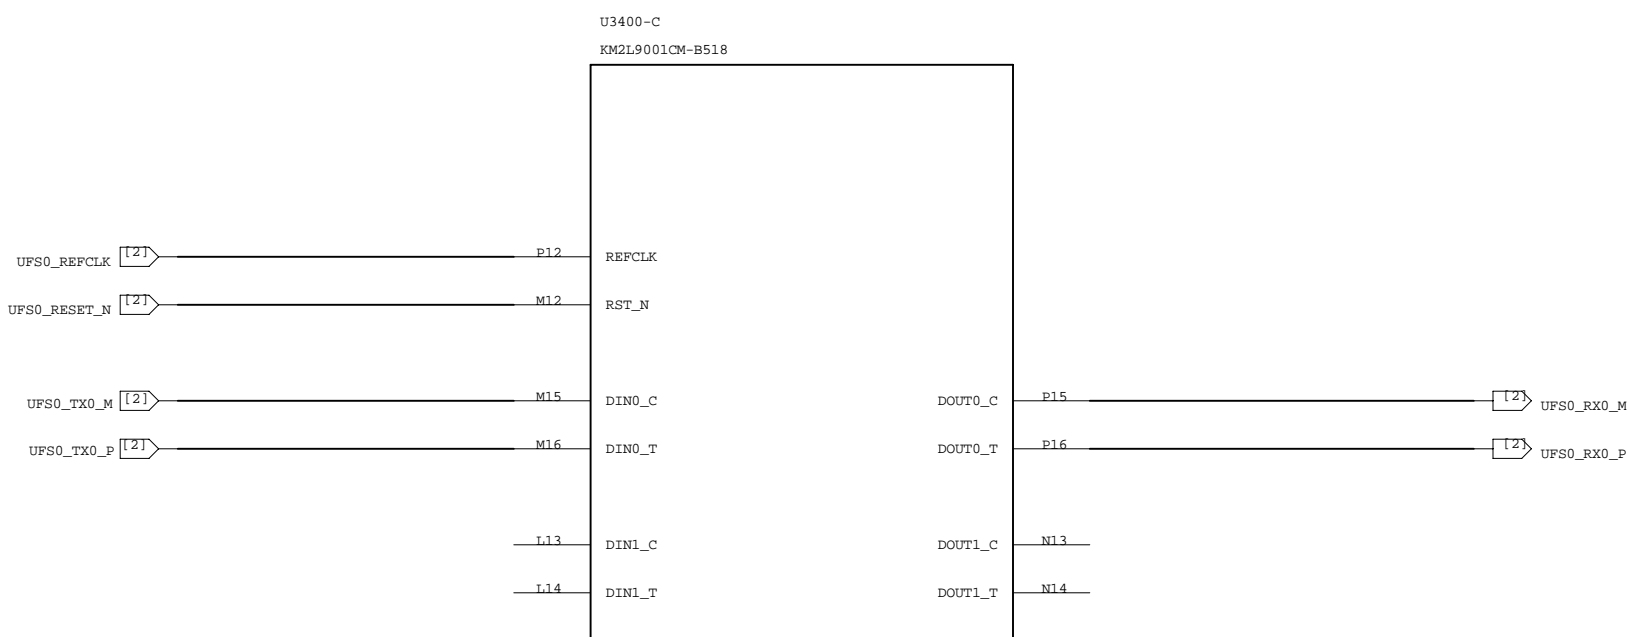 U3400-C
KM2L9001CM-B518
UFS0_REFCLK [2] P12 REFCLK
UFS0_RESET_N [2] M12 RST_N
UFS0_TX0_M [2] M15 DIN0_C DOUT0_C P15 [2] UFS0_RX0_M
UFS0_TX0_P [2] M16 DIN0_T DOUT0_T P16 [2] UFS0_RX0_P
L13 DIN1_C DOUT1_C N13
L14 DIN1_T DOUT1_T N14